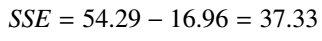 SSE = 54.29 − 16.96 = 37.33